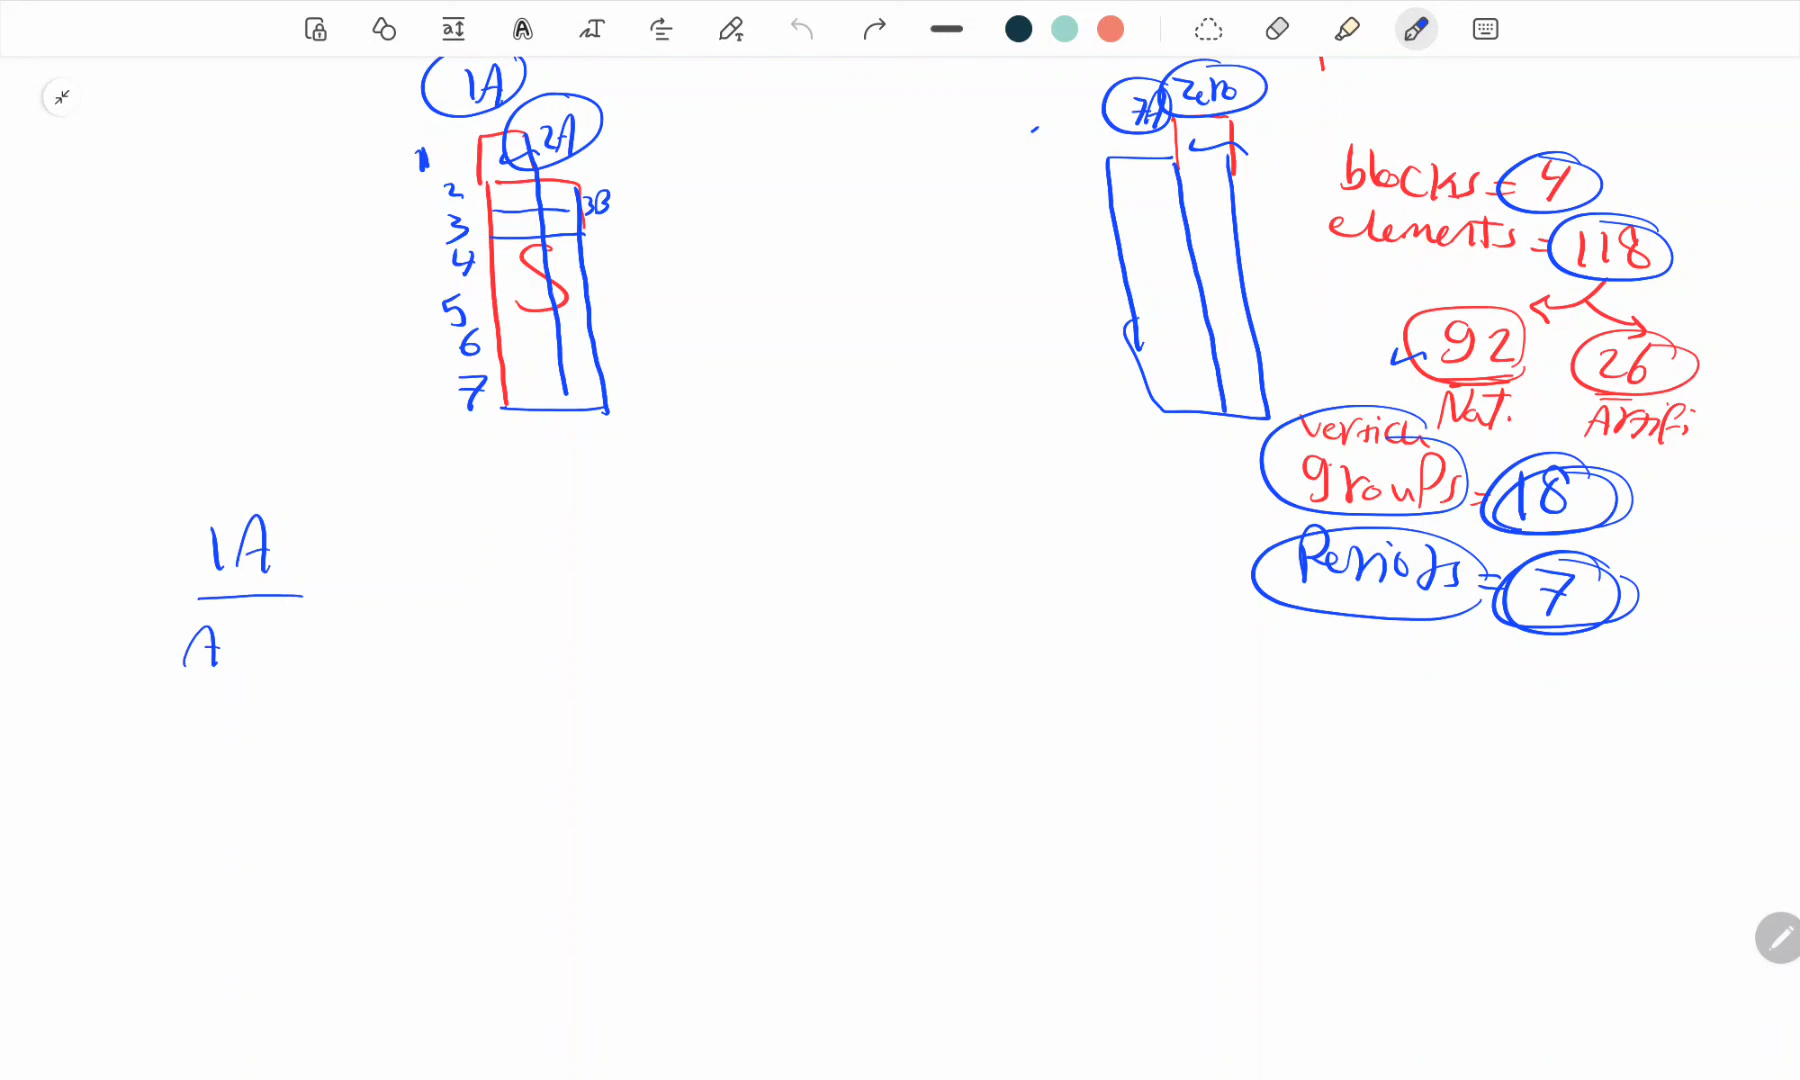 1A
2A
1
2
3
4
5
6
7
3B
S
7A
Zero
blocks = 4
elements = 118
92
Nat.
26
Artifi
groups = 18
Periods = 7
1A
A